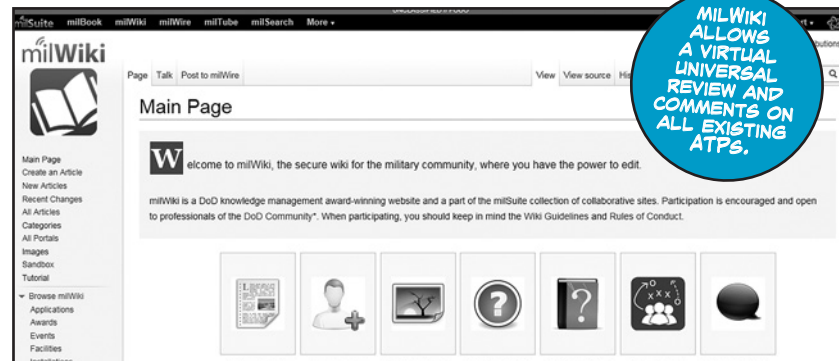 UNCLASSIFIED // FOUO
milSuite milBook milWiki milWire milTube milSearch More
milWiki
Page Talk Post to milWire View View source
Main Page
MILWIKI
ALLOWS
A VIRTUAL
UNIVERSAL
REVIEW AND
COMMENTS ON
ALL EXISTING
ATPs.
Welcome to milWiki, the secure wiki for the military community, where you have the power to edit.
milWiki is a DoD knowledge management award-winning website and a part of the milSuite collection of collaborative sites. Participation is encouraged and open
to professionals of the DoD Community*. When participating, you should keep in mind the Wiki Guidelines and Rules of Conduct.
Main Page
Create an Article
New Articles
Recent Changes
All Articles
Categories
All Portals
Images
Sandbox
Tutorial
Browse milWiki
Applications
Awards
Events
Facilities
?
?
X X X